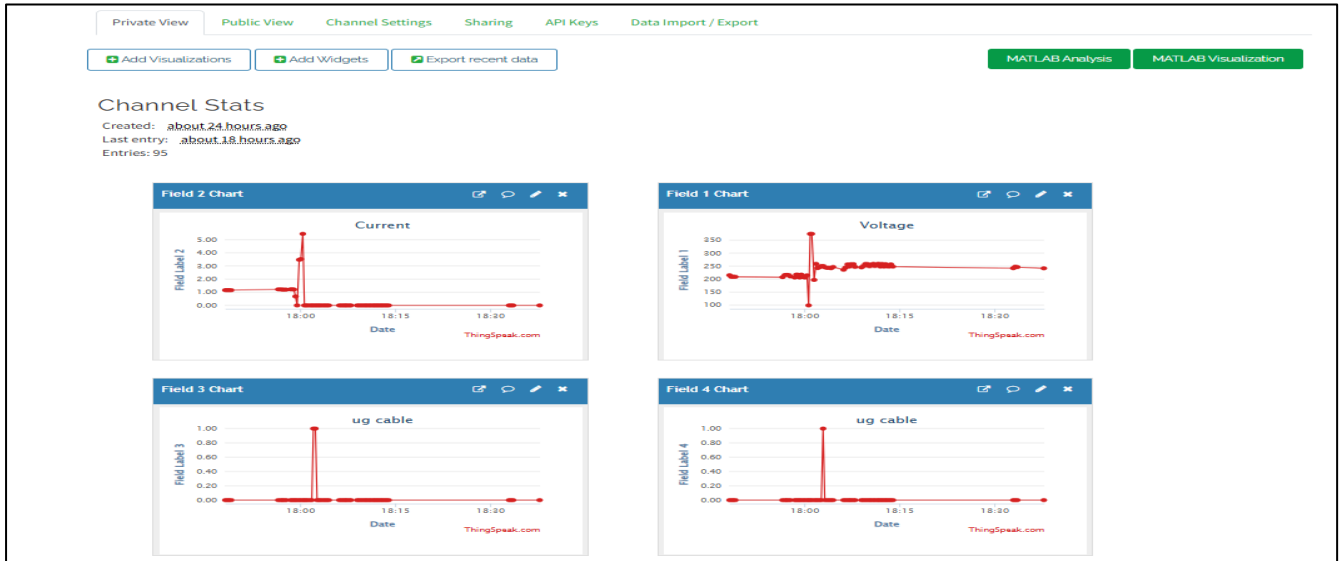 Private View Public View Channel Settings Sharing API Keys Data Import / Export
Add Visualizations Add Widgets Export recent data MATLAB Analysis MATLAB Visualization
Channel Stats
Created: about 24 hours ago
Last entry: about 18 hours ago
Entries: 95
Field 2 Chart
Current
Field Label 2
5.00
4.00
3.00
2.00
1.00
0.00
18:00 18:15 18:30
Date
ThingSpeak.com
Field 1 Chart
Voltage
Field Label 1
350
300
250
200
150
100
18:00 18:15 18:30
Date
ThingSpeak.com
Field 3 Chart
ug cable
Field Label 3
1.00
0.80
0.60
0.40
0.20
0.00
18:00 18:15 18:30
Date
ThingSpeak.com
Field 4 Chart
ug cable
Field Label 4
1.00
0.80
0.60
0.40
0.20
0.00
18:00 18:15 18:30
Date
ThingSpeak.com